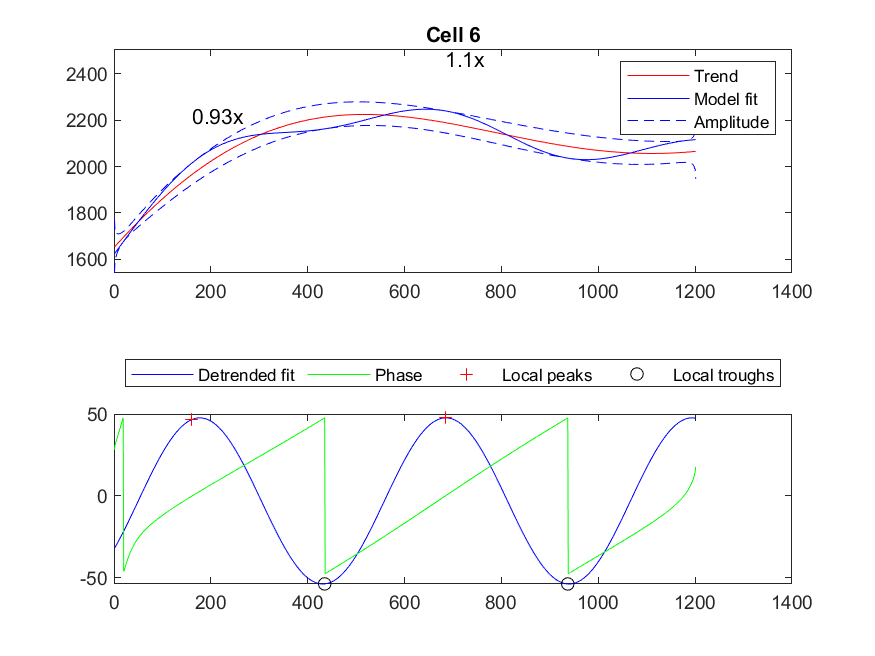 Cell 6
1.1x
0.93x
2400
2200
2000
1800
1600
Trend
Model fit
Amplitude
0 200 400 600 800 1000 1200 1400
Detrended fit Phase Local peaks Local troughs
50
0
-50
0 200 400 600 800 1000 1200 1400